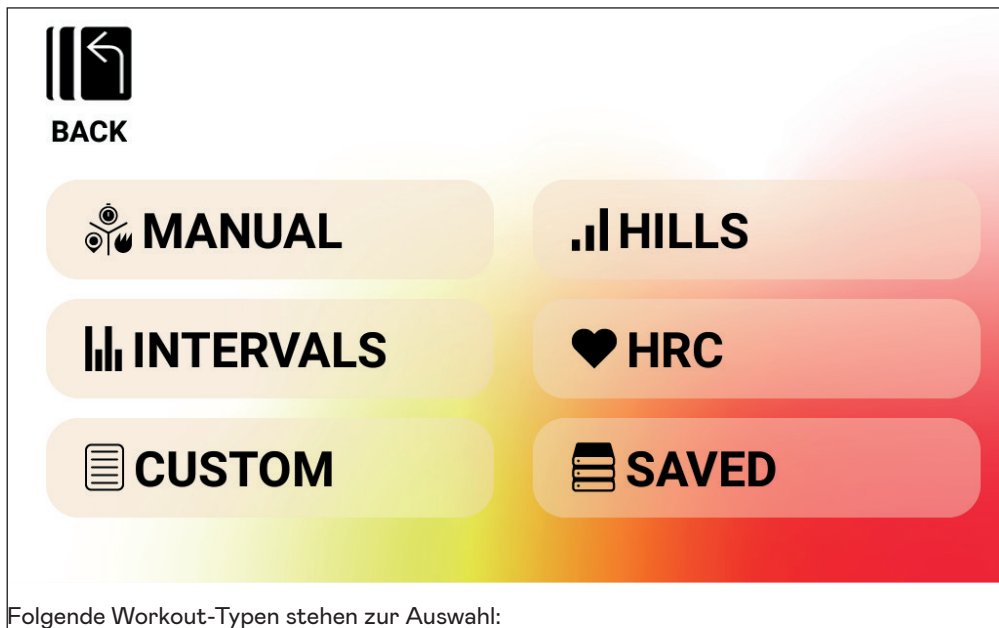 BACK
MANUAL
HILLS
INTERVALS
HRC
CUSTOM
SAVED
Folgende Workout-Typen stehen zur Auswahl: